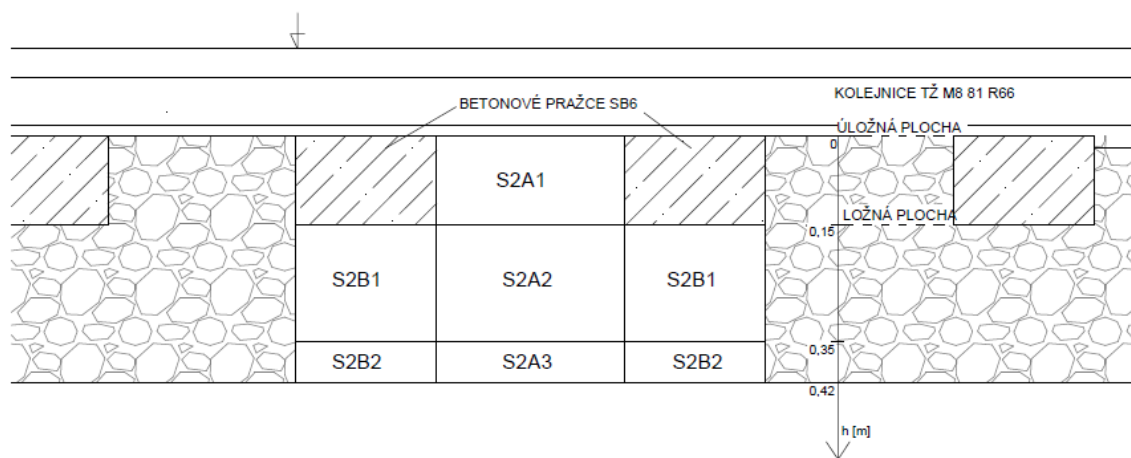 KOLEJNICE TŽ M8 81 R66
BETONOVÉ PRAŽCE SB6
ÚLOŽNÁ PLOCHA
0
S2A1
LOŽNÁ PLOCHA
0,15
S2B1 S2A2 S2B1
0,35
S2B2 S2A3 S2B2
0,42
h [m]